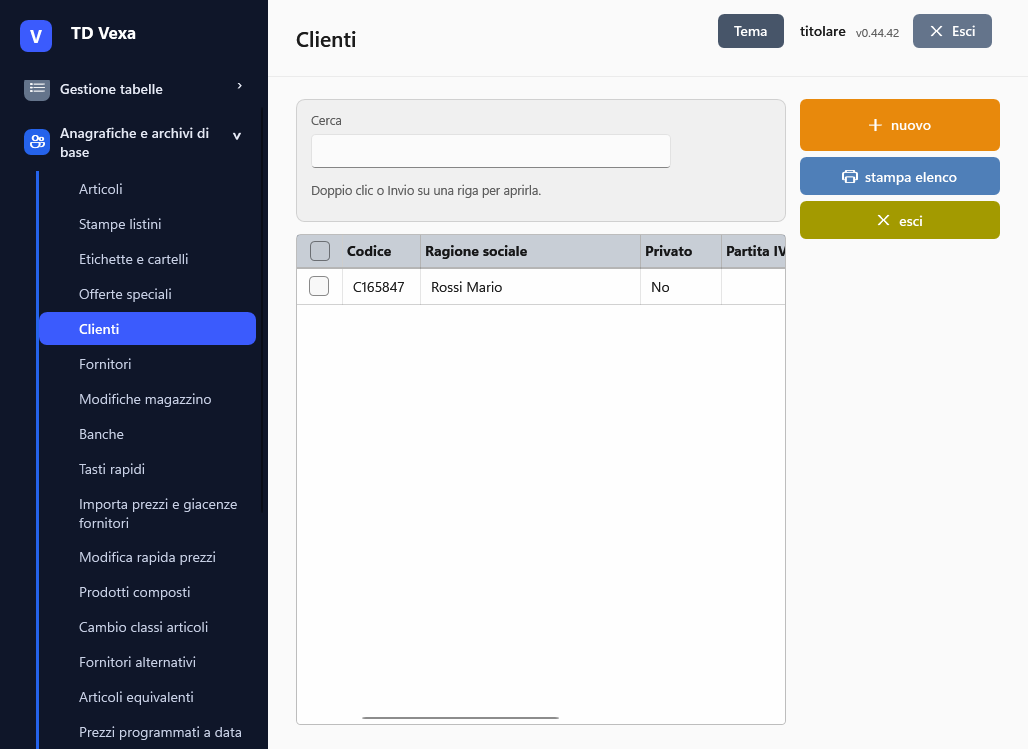 V
TD Vexa
Gestione tabelle
Anagrafiche e archivi di
base
Articoli
Stampe listini
Etichette e cartelli
Offerte speciali
Clienti
Fornitori
Modifiche magazzino
Banche
Tasti rapidi
Importa prezzi e giacenze
fornitori
Modifica rapida prezzi
Prodotti composti
Cambio classi articoli
Fornitori alternativi
Articoli equivalenti
Prezzi programmati a data
Clienti
Tema
titolare v0.44.42
Esci
Cerca
Doppio clic o Invio su una riga per aprirla.
Codice Ragione sociale Privato Partita IV
C165847 Rossi Mario No
nuovo
stampa elenco
esci